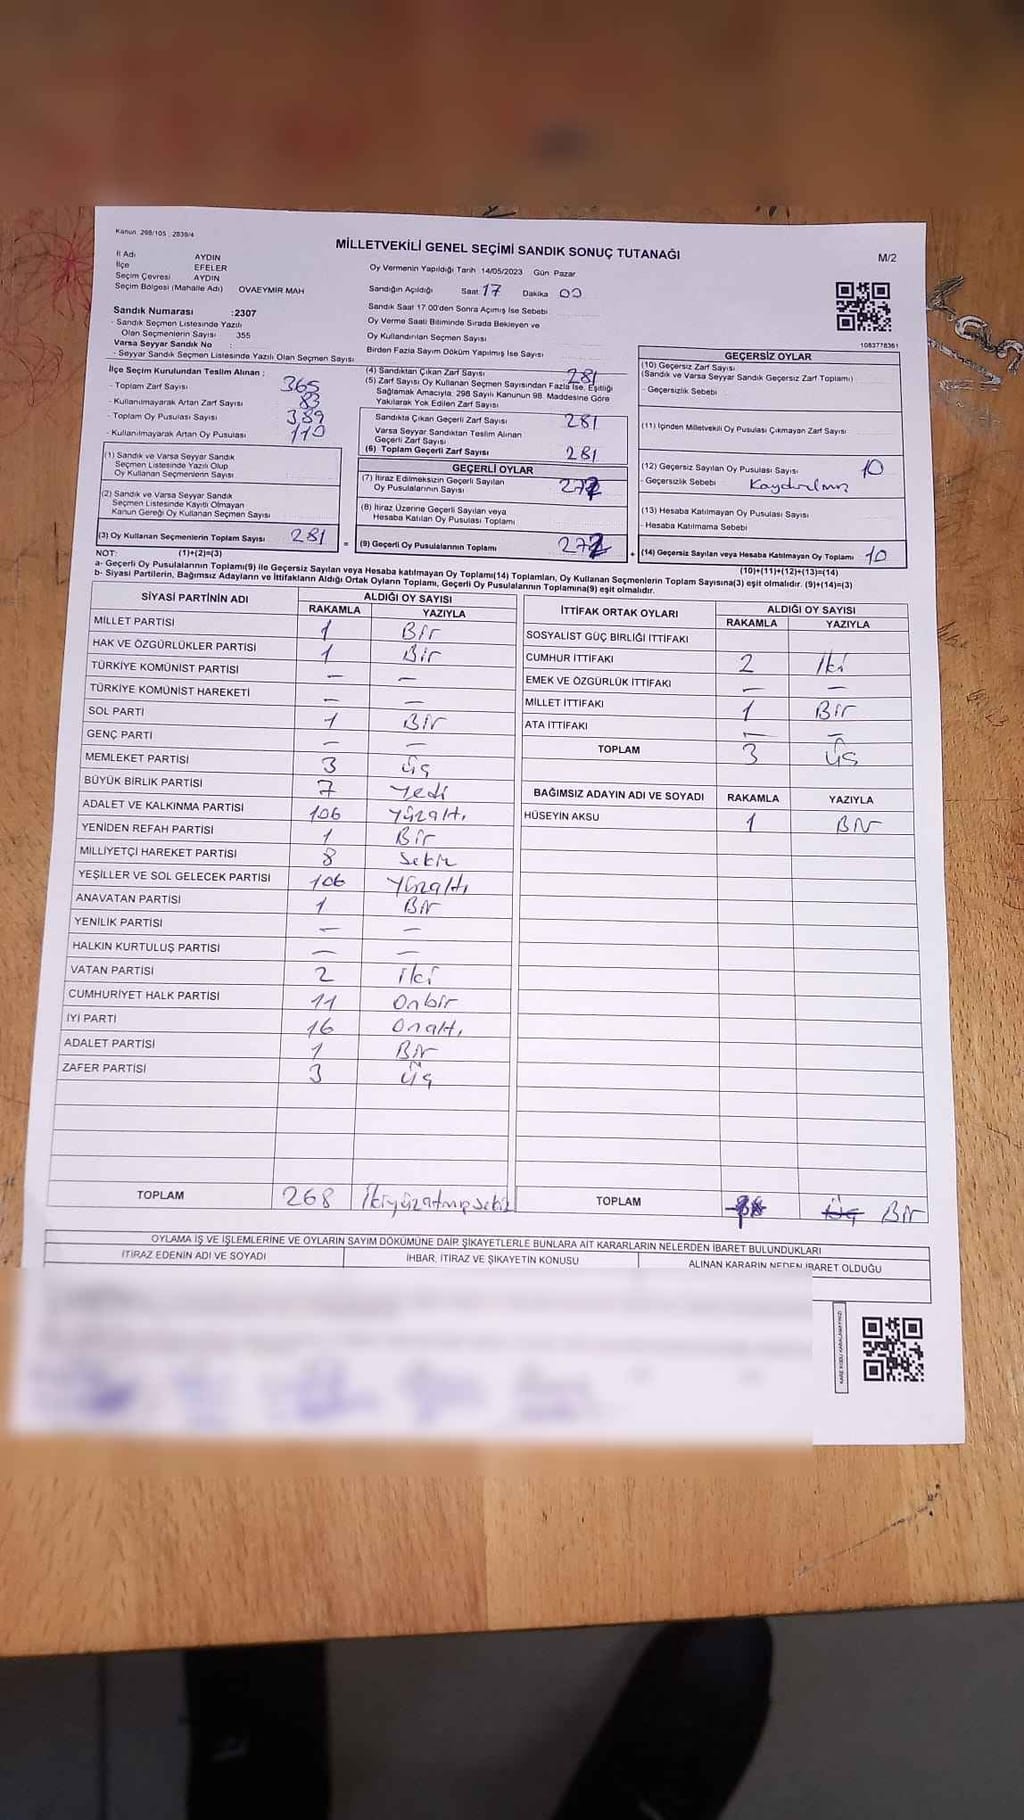 Kanun: 298/105 , 2839/4
MİLLETVEKİLİ GENEL SEÇİMİ SANDIK SONUÇ TUTANAĞI
M/2
İl Adı AYDIN
İlçe EFELER
Seçim Çevresi AYDIN
Seçim Bölgesi (Mahalle Adı) OVAEYMİR MAH
Oy Vermenin Yapıldığı Tarih 14/05/2023 Gün Pazar
Sandığın Açıldığı Saat 17 Dakika 00
Sandık Saat 17.00'den Sonra Açımış İse Sebebi
Oy Verme Saati Bitiminde Sırada Bekleyen ve
Oy Kullandırılan Seçmen Sayısı
Birden Fazla Sayım Döküm Yapılmış İse Sayısı
Sandık Numarası :2307
- Sandık Seçmen Listesinde Yazılı
Olan Seçmenlerin Sayısı 355
Varsa Seyyar Sandık No :
- Seyyar Sandık Seçmen Listesinde Yazılı Olan Seçmen Sayısı
1083778361
İlçe Seçim Kurulundan Teslim Alınan ;
- Toplam Zarf Sayısı 365
- Kullanılmayarak Artan Zarf Sayısı 83
- Toplam Oy Pusulası Sayısı 389
- Kullanılmayarak Artan Oy Pusulası
(1) Sandık ve Varsa Seyyar Sandık
Seçmen Listesinde Yazılı Olup
Oy Kullanan Seçmenlerin Sayısı
(2) Sandık ve Varsa Seyyar Sandık
Seçmen Listesinde Kayıtlı Olmayan
Kanun Gereği Oy Kullanan Seçmen Sayısı
(3) Oy Kullanan Seçmenlerin Toplam Sayısı 281
(4) Sandıktan Çıkan Zarf Sayısı 281
(5) Zarf Sayısı Oy Kullanan Seçmen Sayısından Fazla İse, Eşitliği
Sağlamak Amacıyla, 298 Sayılı Kanunun 98. Maddesine Göre
Yakılarak Yok Edilen Zarf Sayısı
Sandıkta Çıkan Geçerli Zarf Sayısı 281
Varsa Seyyar Sandıktan Teslim Alınan
Geçerli Zarf Sayısı
(6) Toplam Geçerli Zarf Sayısı 281
GEÇERLİ OYLAR
(7) İtiraz Edilmeksizin Geçerli Sayılan
Oy Pusulalarının Sayısı 272
(8) İtiraz Üzerine Geçerli Sayılan veya
Hesaba Katılan Oy Pusulası Toplamı
= (9) Geçerli Oy Pusulalarının Toplamı 272
GEÇERSİZ OYLAR
(10) Geçersiz Zarf Sayısı
(Sandık ve Varsa Seyyar Sandık Geçersiz Zarf Toplamı)
- Geçersizlik Sebebi
(11) İçinden Milletvekili Oy Pusulası Çıkmayan Zarf Sayısı
(12) Geçersiz Sayılan Oy Pusulası Sayısı 10
- Geçersizlik Sebebi
(13) Hesaba Katılmayan Oy Pusulası Sayısı
- Hesaba Katılmama Sebebi
+ (14) Geçersiz Sayılan veya Hesaba Katılmayan Oy Toplamı 10
NOT: (1)+(2)=(3) (10)+(11)+(12)+(13)=(14)
a- Geçerli Oy Pusulalarının Toplamı(9) ile Geçersiz Sayılan veya Hesaba katılmayan Oy Toplamı(14) Toplamları, Oy Kullanan Seçmenlerin Toplam Sayısına(3) eşit olmalıdır. (9)+(14)=(3)
b- Siyasi Partilerin, Bağımsız Adayların ve İttifakların Aldığı Ortak Oyların Toplamı, Geçerli Oy Pusulalarının Toplamına(9) eşit olmalıdır.
SİYASİ PARTİNİN ADI ALDIĞI OY SAYISI
RAKAMLA YAZIYLA
MİLLET PARTİSİ 1 Bir
HAK VE ÖZGÜRLÜKLER PARTİSİ 1 Bir
TÜRKİYE KOMÜNİST PARTİSİ — —
TÜRKİYE KOMÜNİST HAREKETİ — —
SOL PARTİ 1 Bir
GENÇ PARTİ — —
MEMLEKET PARTİSİ 3 üç
BÜYÜK BİRLİK PARTİSİ 7 Yedi
ADALET VE KALKINMA PARTİSİ 106 Yüzaltı
YENİDEN REFAH PARTİSİ 1 Bir
MİLLİYETÇİ HAREKET PARTİSİ 8 Sekiz
YEŞİLLER VE SOL GELECEK PARTİSİ 106 Yüzaltı
ANAVATAN PARTİSİ 1 Bir
YENİLİK PARTİSİ — —
HALKIN KURTULUŞ PARTİSİ — —
VATAN PARTİSİ 2 iki
CUMHURİYET HALK PARTİSİ 11 Onbir
İYİ PARTİ 16 Onaltı
ADALET PARTİSİ 1 Bir
ZAFER PARTİSİ 3 üç
TOPLAM 268 İkiyüzatmışsekiz
İTTİFAK ORTAK OYLARI ALDIĞI OY SAYISI
RAKAMLA YAZIYLA
SOSYALİST GÜÇ BİRLİĞİ İTTİFAKI
CUMHUR İTTİFAKI 2 İki
EMEK VE ÖZGÜRLÜK İTTİFAKI — —
MİLLET İTTİFAKI 1 Bir
ATA İTTİFAKI — —
TOPLAM 3 üç
BAĞIMSIZ ADAYIN ADI VE SOYADI RAKAMLA YAZIYLA
HÜSEYİN AKSU 1 Bir
TOPLAM Üç Bir
OYLAMA İŞ VE İŞLEMLERİNE VE OYLARIN SAYIM DÖKÜMÜNE DAİR ŞİKAYETLERLE BUNLARA AİT KARARLARIN NELERDEN İBARET BULUNDUKLARI
İTİRAZ EDENİN ADI VE SOYADI İHBAR, İTİRAZ VE ŞİKAYETİN KONUSU ALINAN KARARIN NEDEN İBARET OLDUĞU
KARE KODU KARALAMAYINIZ!